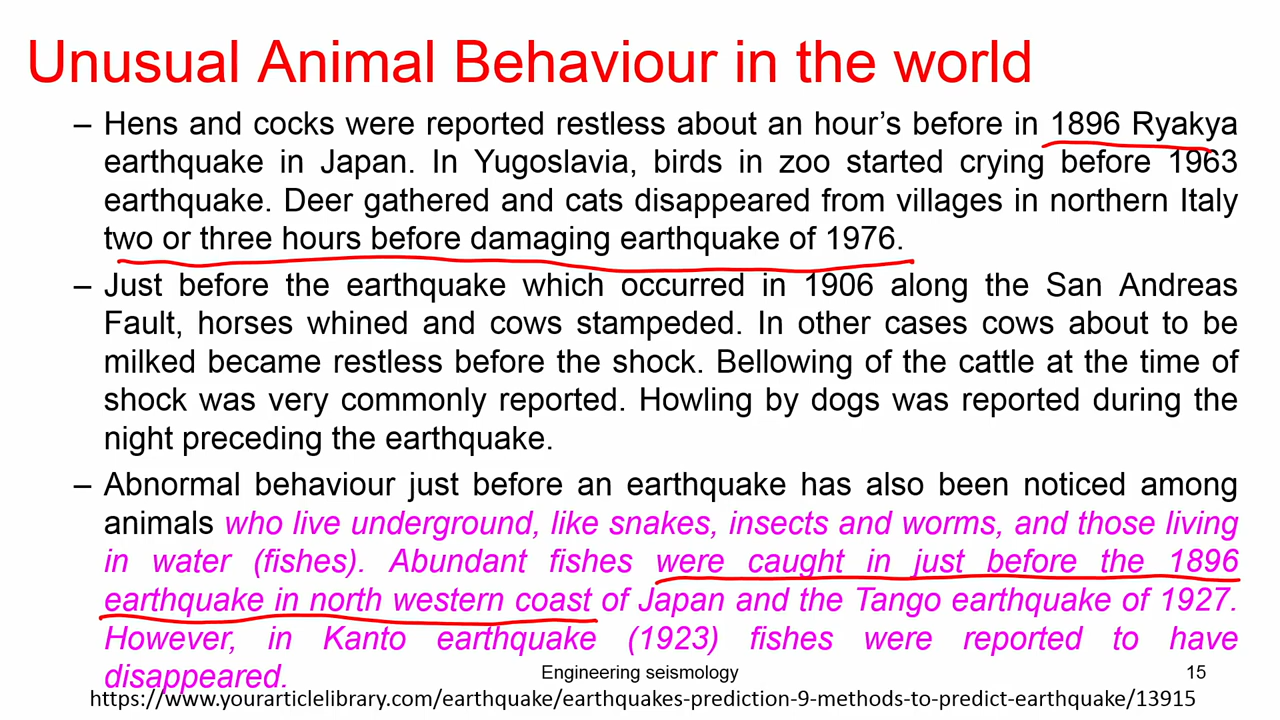 Unusual Animal Behaviour in the world
– Hens and cocks were reported restless about an hour's before in 1896 Ryakya
earthquake in Japan. In Yugoslavia, birds in zoo started crying before 1963
earthquake. Deer gathered and cats disappeared from villages in northern Italy
two or three hours before damaging earthquake of 1976.
– Just before the earthquake which occurred in 1906 along the San Andreas
Fault, horses whined and cows stampeded. In other cases cows about to be
milked became restless before the shock. Bellowing of the cattle at the time of
shock was very commonly reported. Howling by dogs was reported during the
night preceding the earthquake.
– Abnormal behaviour just before an earthquake has also been noticed among
animals who live underground, like snakes, insects and worms, and those living
in water (fishes). Abundant fishes were caught in just before the 1896
earthquake in north western coast of Japan and the Tango earthquake of 1927.
However, in Kanto earthquake (1923) fishes were reported to have
disappeared.
Engineering seismology
15
https://www.yourarticlelibrary.com/earthquake/earthquakes-prediction-9-methods-to-predict-earthquake/13915